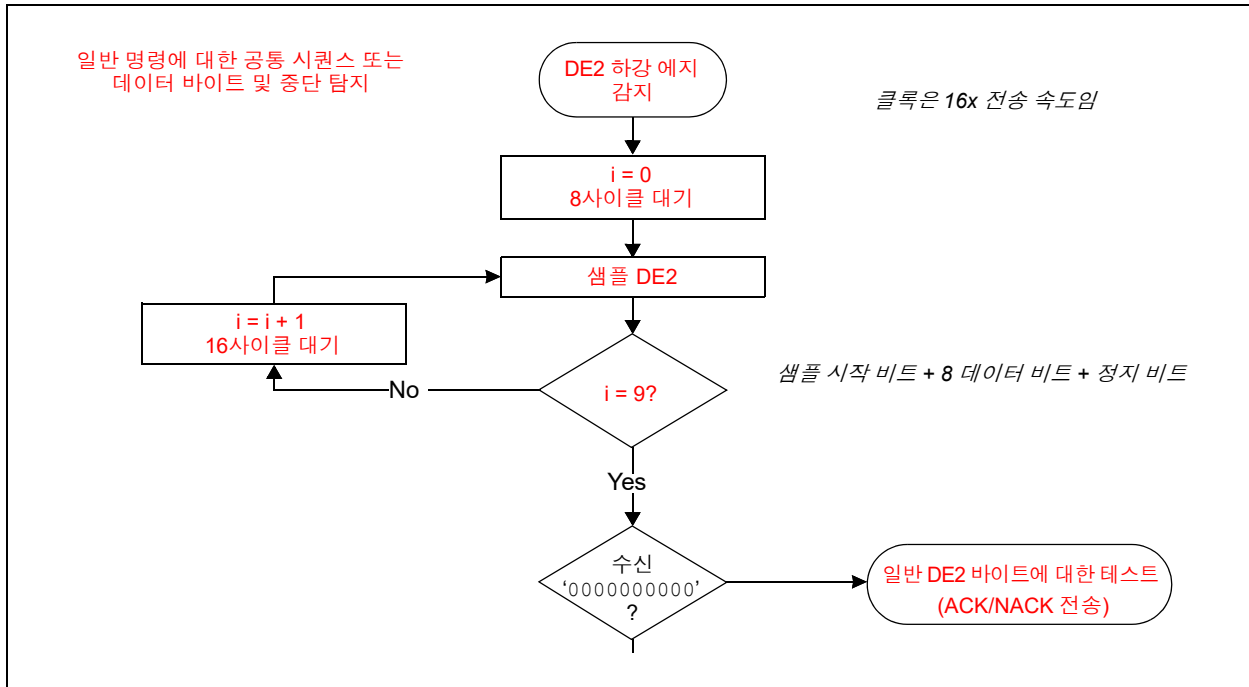 일반 명령에 대한 공통 시퀀스 또는
데이터 바이트 및 중단 탐지
DE2 하강 에지
감지
클록은 16x 전송 속도임
i = 0
8사이클 대기
샘플 DE2
i = i + 1
16사이클 대기
No
i = 9?
샘플 시작 비트 + 8 데이터 비트 + 정지 비트
Yes
수신
‘0000000000’
?
일반 DE2 바이트에 대한 테스트
(ACK/NACK 전송)